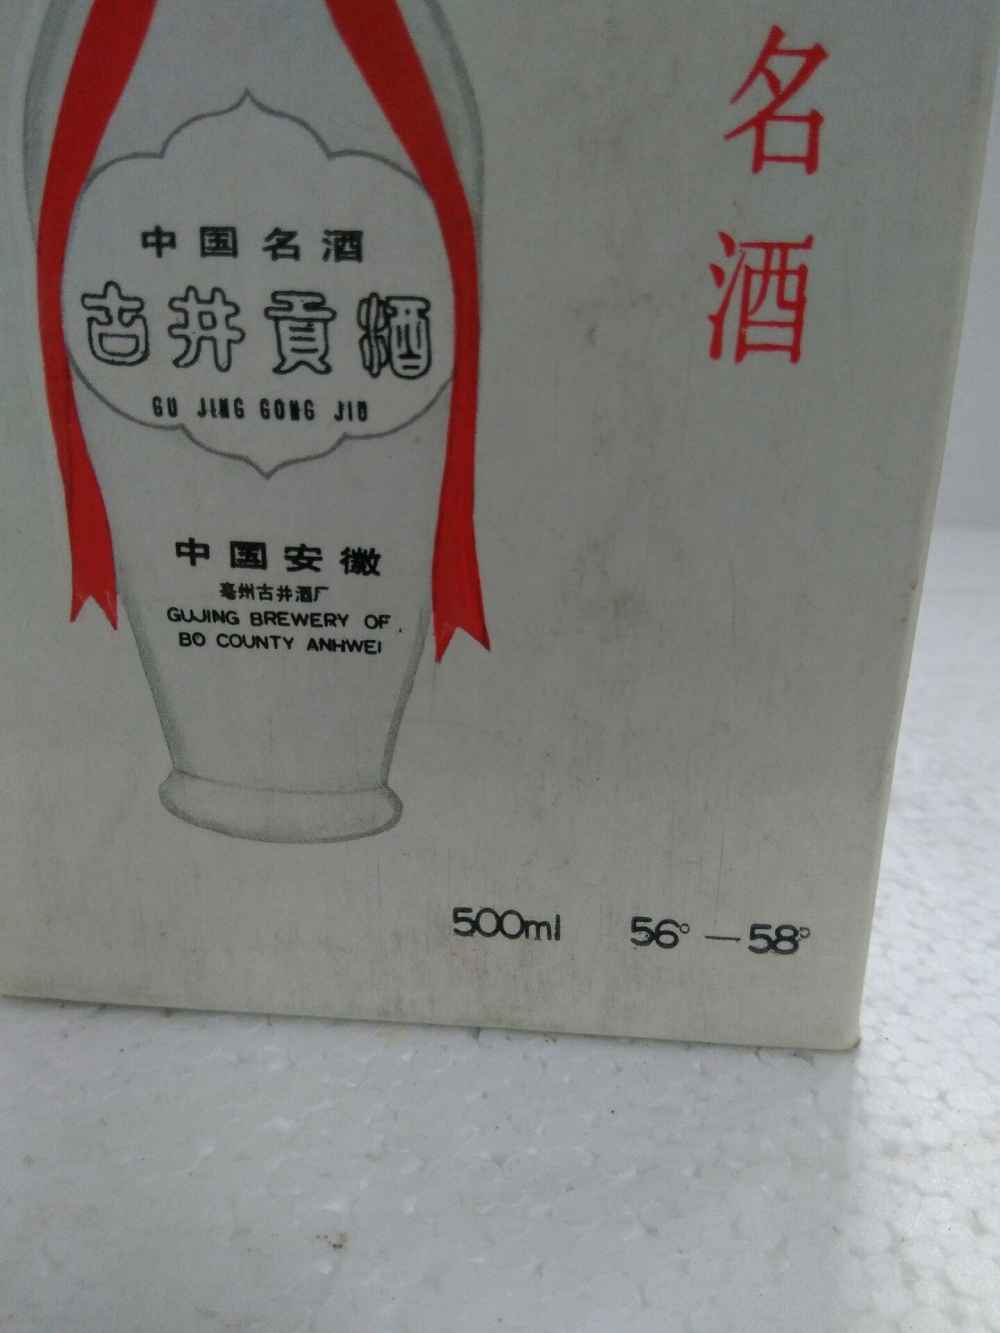 中国名酒
古井贡酒
GU JING GONG JIU
中国安徽
亳州古井酒厂
GUJING BREWERY OF
BO COUNTY ANHWEI
名酒
500ml 56° — 58°